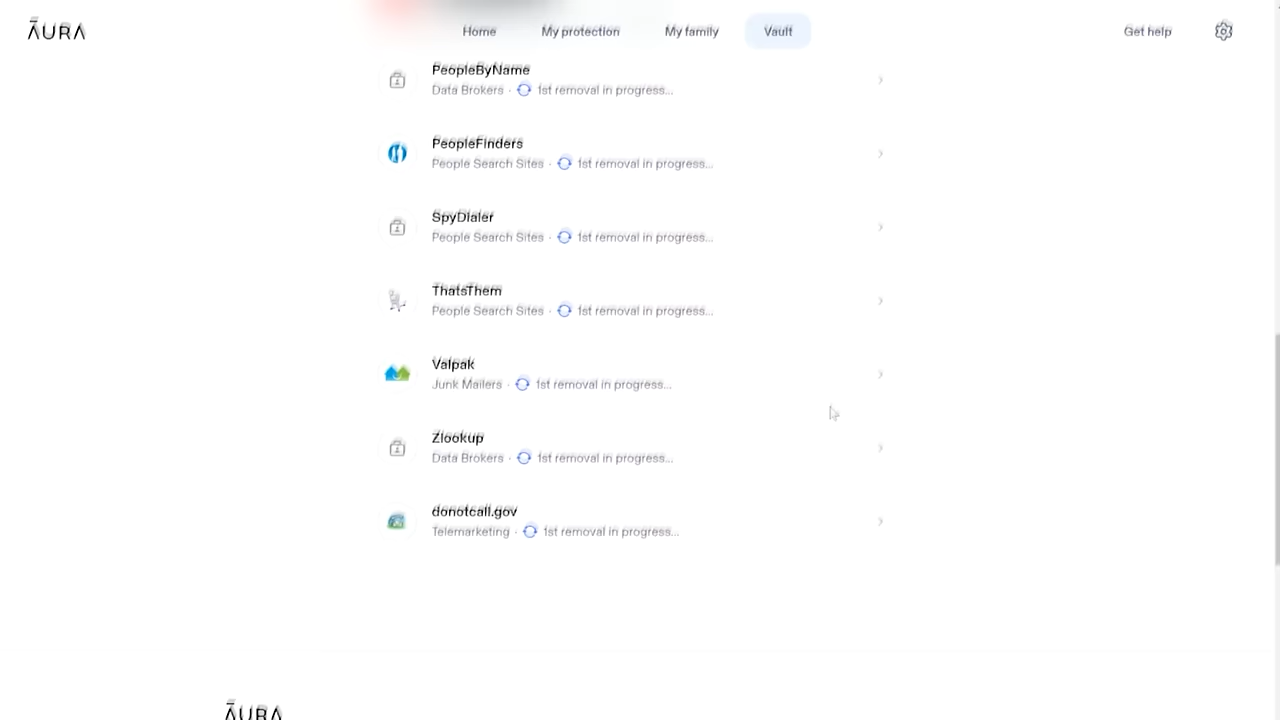 ĀURA
Home My protection My family Vault Get help
PeopleByName
Data Brokers · 1st removal in progress...
PeopleFinders
People Search Sites · 1st removal in progress...
SpyDialer
People Search Sites · 1st removal in progress...
ThatsThem
People Search Sites · 1st removal in progress...
Valpak
Junk Mailers · 1st removal in progress...
Zlookup
Data Brokers · 1st removal in progress...
donotcall.gov
Telemarketing · 1st removal in progress...
ĀURA